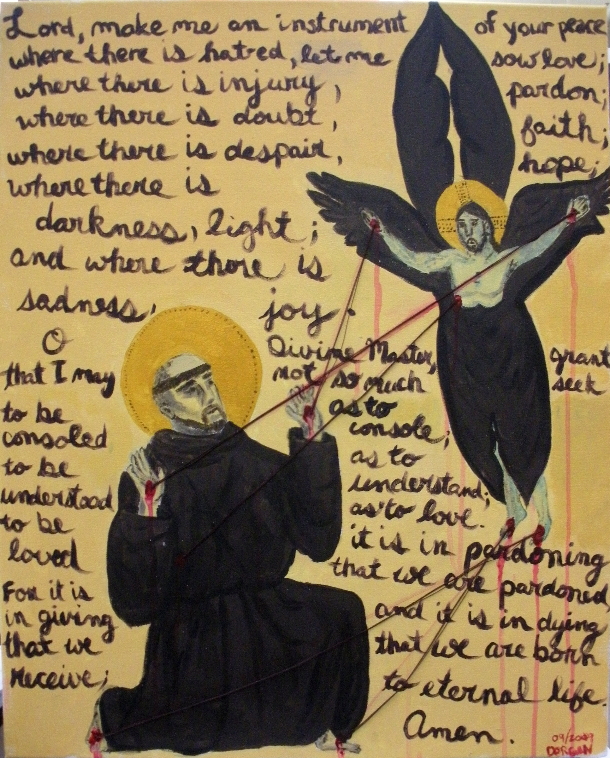 Lord, make me an instrument of your peace
where there is hatred, let me sow love;
where there is injury, pardon;
where there is doubt, faith,
where there is despair, hope;
where there is
darkness, light;
and where there is
sadness, joy.
O Divine Master, grant
that I may not so much seek
to be consoled as to console;
to be understood as to understand;
to be loved as to love.
For it is
in giving
that we
receive;
it is in pardoning
that we are pardoned
and it is in dying
that we are born
to eternal life.
Amen.
09/2009
DORGAN